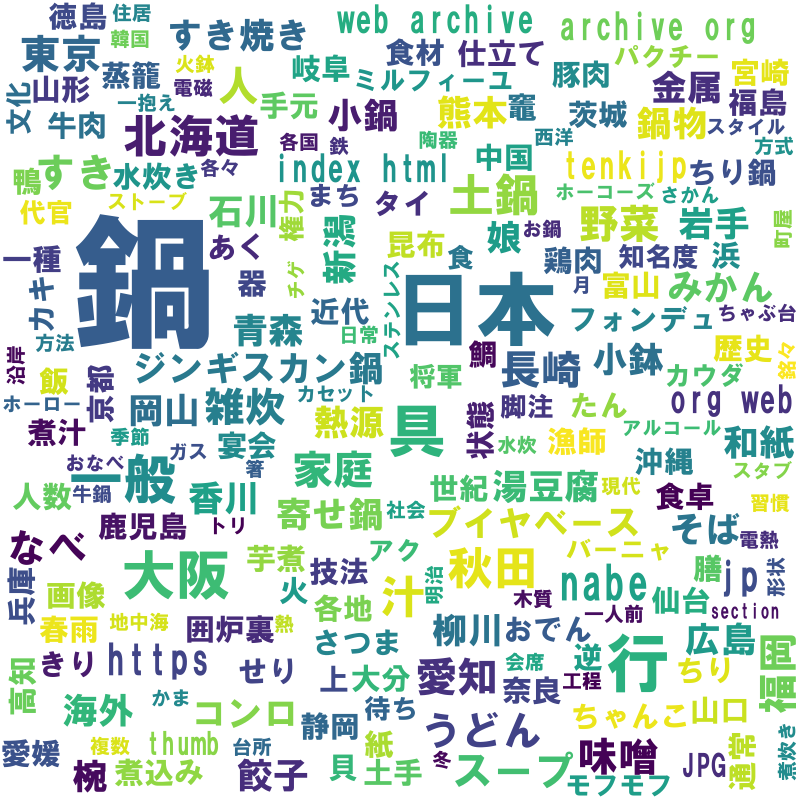 徳島
住居
韓国
すき焼き
web archive
archive org
東京
火鉢
人
岐阜
食材
仕立て
パクチー
宮崎
文化
山形
蒸籠
電磁
ミルフィーユ
豚肉
金属
福島
一抱え
手元
小鍋
熊本
竈
茨城
鍋物
スタイル
牛肉
北海道
各国
鉄
陶器
西洋
方式
すき
水炊き
各々
index html
中国
tenkijp
ちり鍋
鴨
代官
ストーブ
石川
権力
まち
タイ
土鍋
ホーコーズ
さかん
野菜
岩手
町屋
鍋
あく
新潟
昆布
娘
お鍋
一種
器
チゲ
食
鶏肉
知名度
浜
カキ
近代
ステンレス
日本
月
富山
みかん
方法
青森
日常
フォンデュ
ちゃぶ台
沿岸
飯
京都
ジンギスカン鍋
将軍
鯛
長崎
小鉢
カウダ
歴史
銘々
ホーロー
岡山
雑炊
カセット
熱源
具
状態
脚注
たん
org web
煮汁
季節
宴会
箸
水炊
漁師
アルコール
和紙
おなべ
ガス
一般
家庭
沖縄
スタブ
人数
牛鍋
香川
世紀
湯豆腐
現代
食卓
習慣
鹿児島
トリ
寄せ鍋
社会
ブイヤベース
そば
電熱
なべ
大阪
芋煮
アク
バーニャ
兵庫
画像
火
技法
各地
汁
明治
秋田
木質
nabe
仙台
膳
jp
形状
春雨
地中海
囲炉裏
熱
さつま
柳川
おでん
一人前
section
広島
高知
きり
https
せり
上
大分
愛知
会席
奈良
逆
工程
行
ちり
福岡
海外
かま
コンロ
静岡
待ち
ちゃんこ
山口
愛媛
複数
thumb
台所
紙
うどん
味噌
通常
椀
煮込み
餃子
貝
土手
冬
スープ
モフモフ
JPG
煮炊き